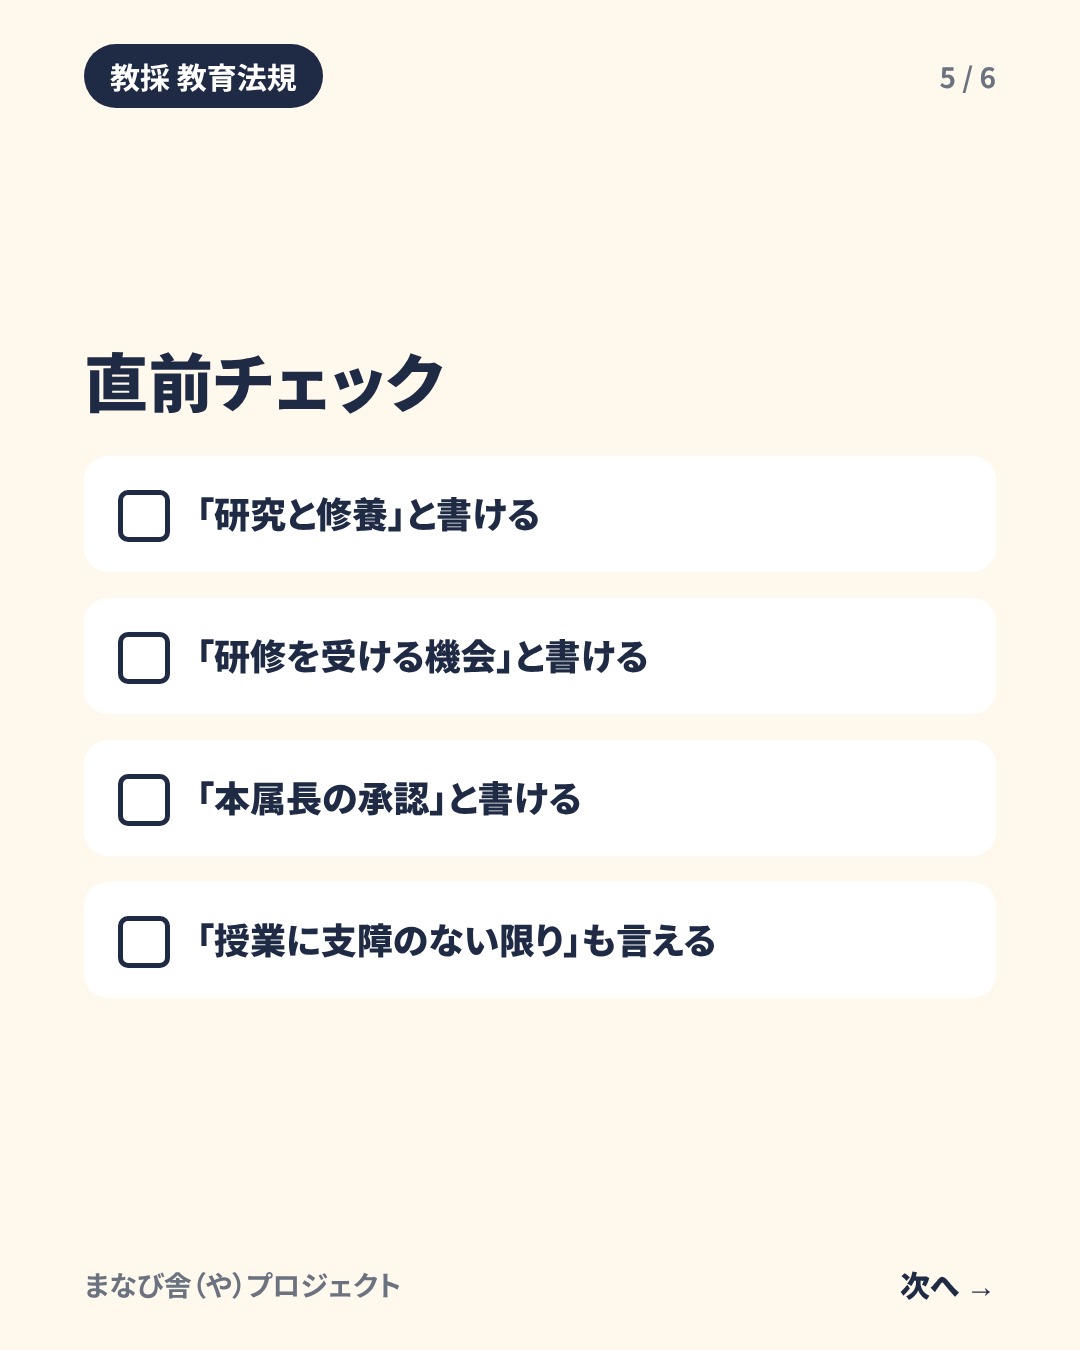 教採 教育法規
5 / 6
直前チェック
「研究と修養」と書ける
「研修を受ける機会」と書ける
「本属長の承認」と書ける
「授業に支障のない限り」も言える
まなび舎（や）プロジェクト
次へ →